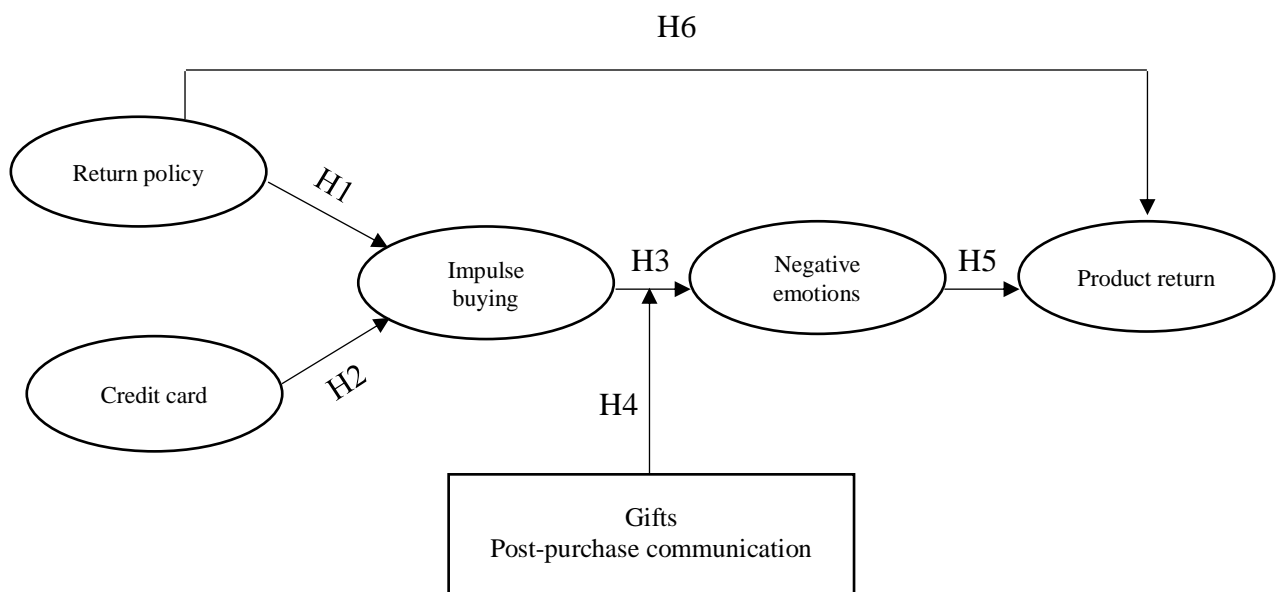 H6
Return policy
H1
Impulse
buying
H3
Negative
emotions
H5
Product return
Credit card
H2
H4
Gifts
Post-purchase communication